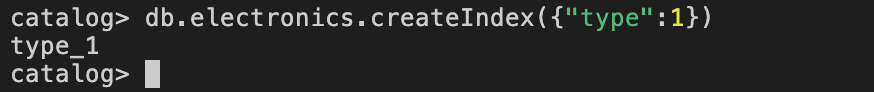 catalog> db.electronics.createIndex({"type":1})
type_1
catalog>